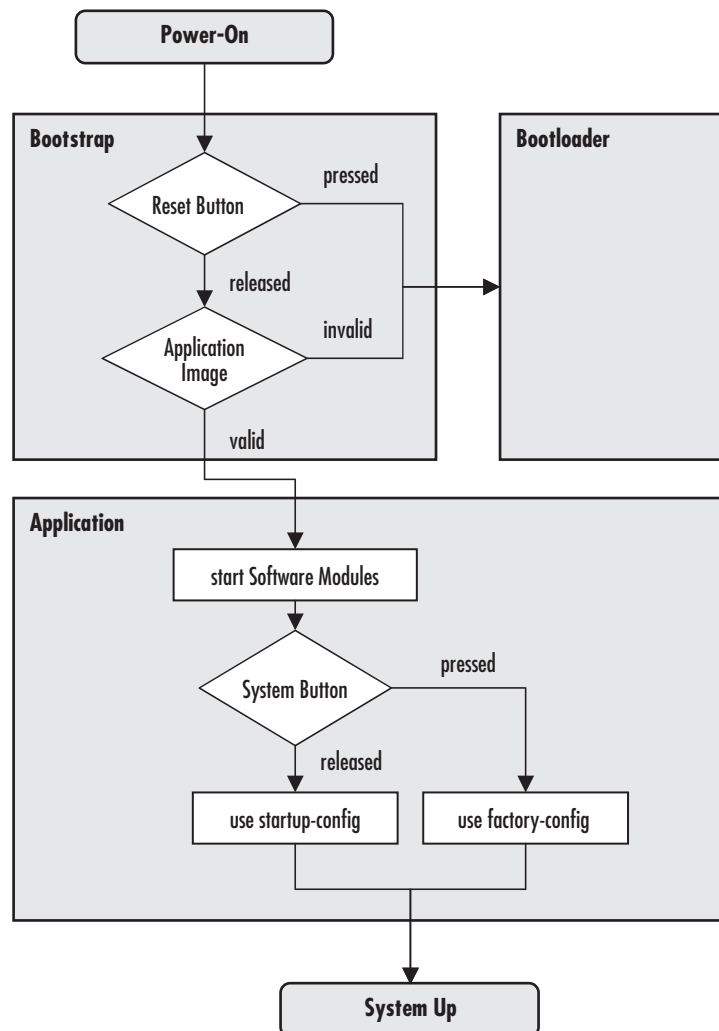 Power-On
Bootstrap
Bootloader
pressed
Reset Button
released
invalid
Application
Image
valid
Application
start Software Modules
pressed
System Button
released
use startup-config
use factory-config
System Up